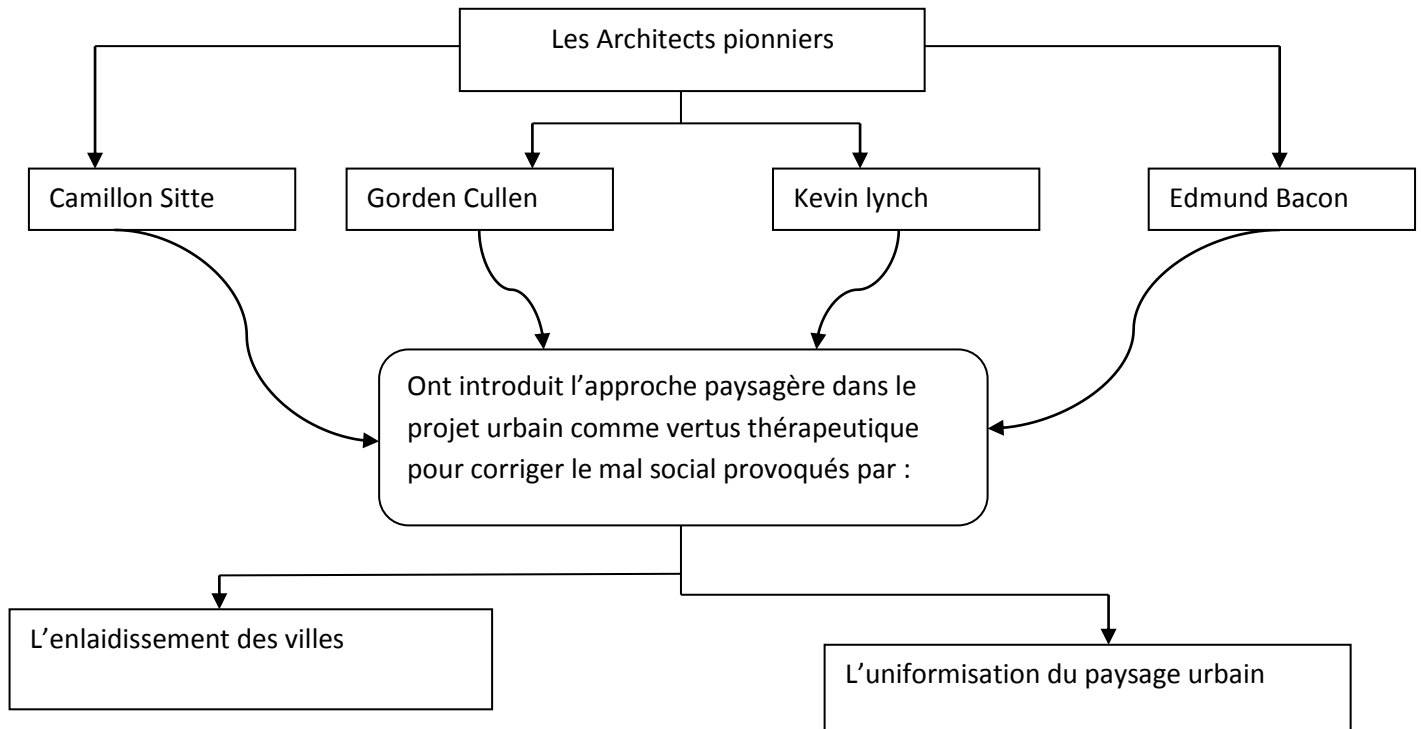 Les Architects pionniers
Camillon Sitte
Gorden Cullen
Kevin lynch
Edmund Bacon
Ont introduit l’approche paysagère dans le
projet urbain comme vertus thérapeutique
pour corriger le mal social provoqués par :
L’enlaidissement des villes
L’uniformisation du paysage urbain